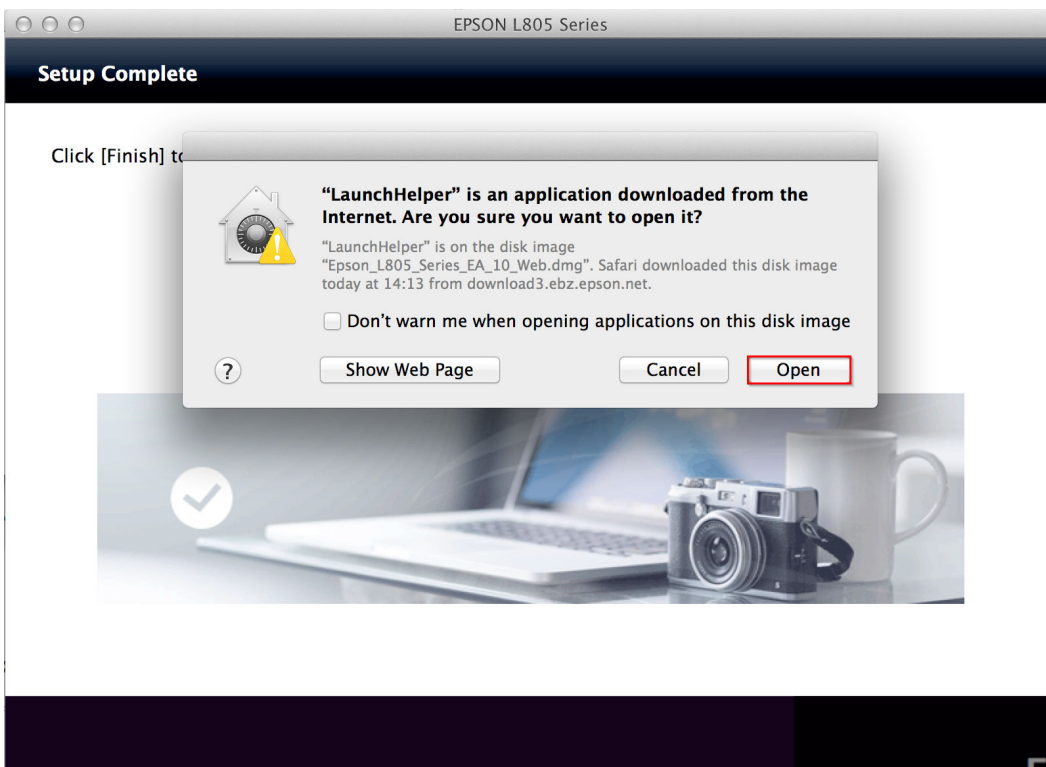 EPSON L805 Series
Setup Complete
Click [Finish] to
“LaunchHelper” is an application downloaded from the
Internet. Are you sure you want to open it?
“LaunchHelper” is on the disk image
“Epson_L805_Series_EA_10_Web.dmg”. Safari downloaded this disk image
today at 14:13 from download3.ebz.epson.net.
Don’t warn me when opening applications on this disk image
?
Show Web Page
Cancel
Open